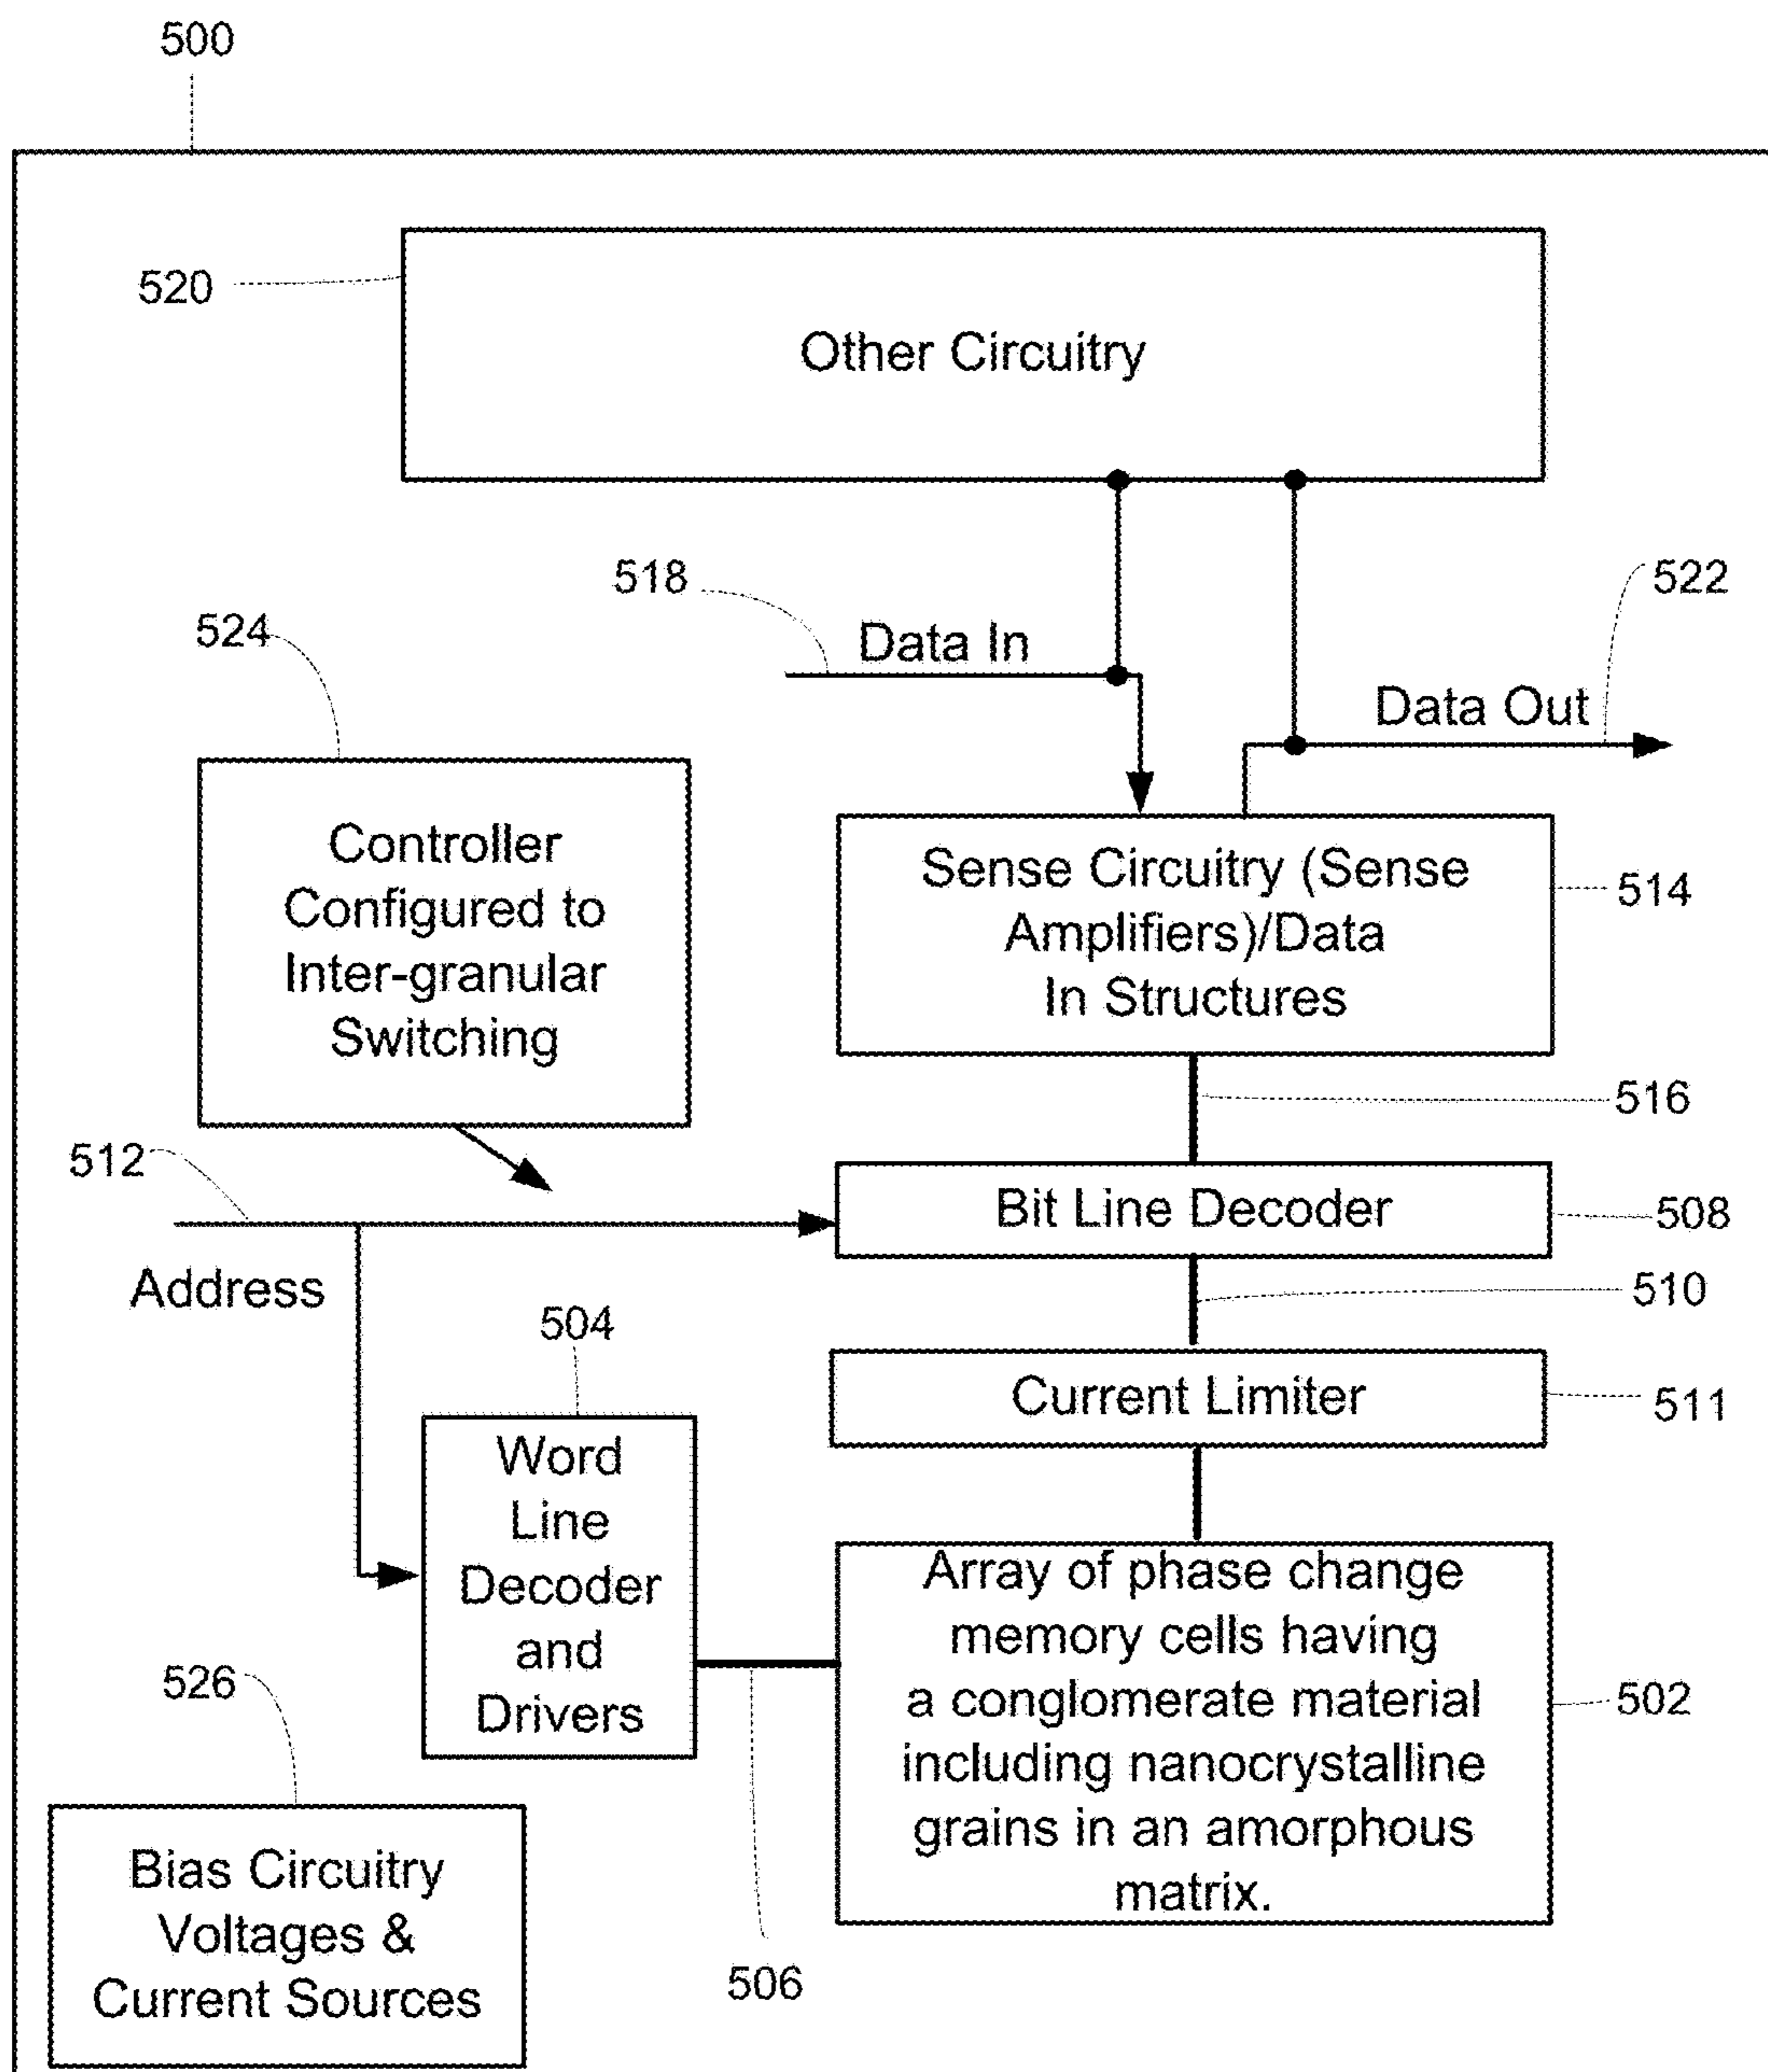 500
520
Other Circuitry
518
Data In
522
Data Out
524
Controller
Configured to
Inter-granular
Switching
Sense Circuitry (Sense
Amplifiers)/Data
In Structures
514
516
512
Address
Bit Line Decoder
508
510
504
Current Limiter
511
Word
Line
Decoder
and
Drivers
506
Array of phase change
memory cells having
a conglomerate material
including nanocrystalline
grains in an amorphous
matrix.
502
526
Bias Circuitry
Voltages &
Current Sources